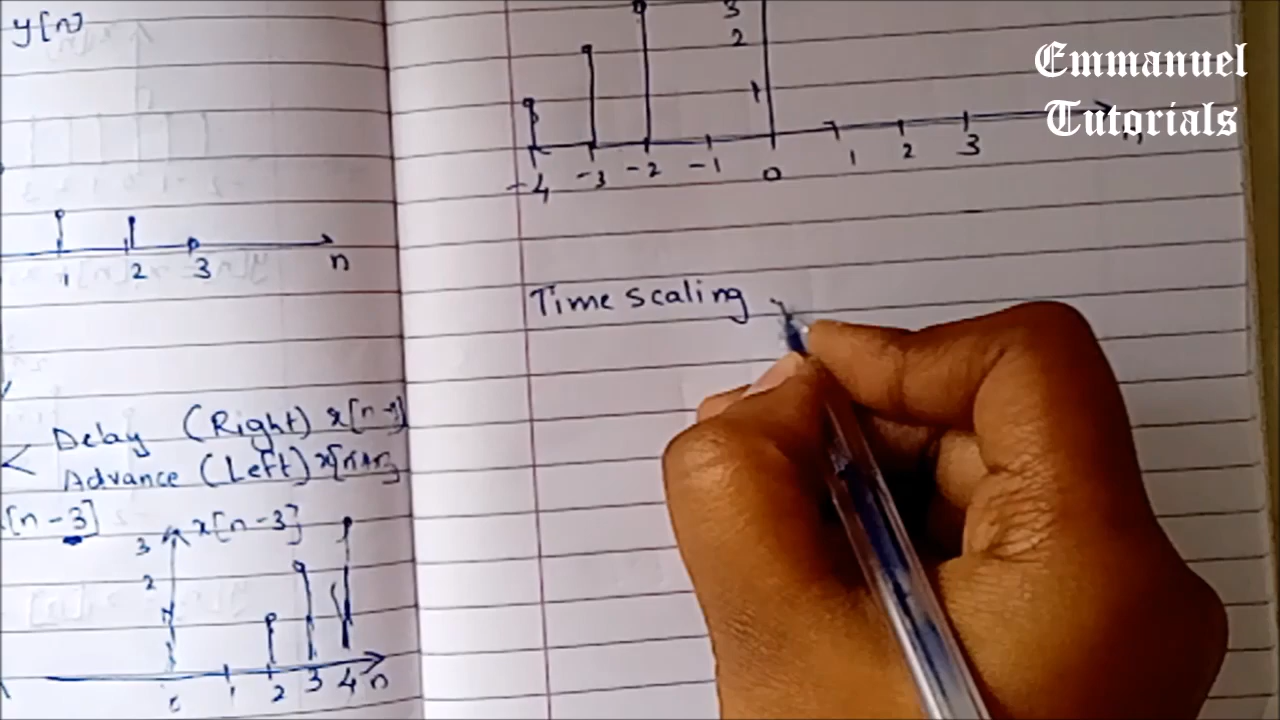 y[n]
1 2 3 n
Delay (Right) x[n-1]
Advance (Left)
[n-3] x[n-3]
3
2
1 2 3 4 n
3
2
1
-4 -3 -2 -1 0 1 2 3 n
Time scaling
Emmanuel
Tutorials